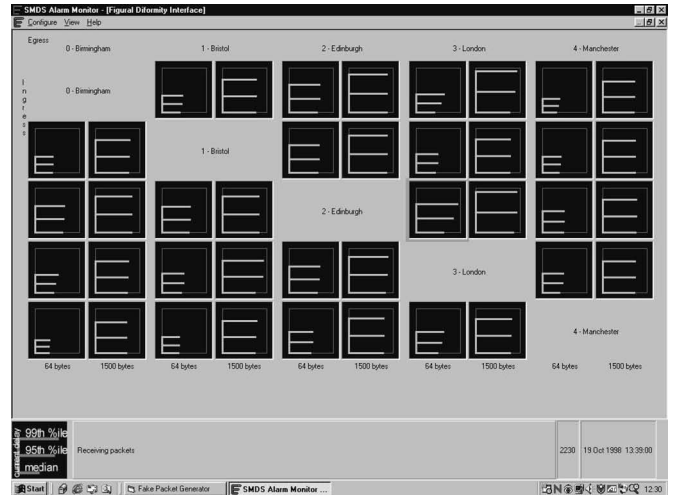 SMDS Alarm Monitor - [Figural Diformity Interface]
Configure View Help
Egress
0 - Birmingham 1 - Bristol 2 - Edinburgh 3 - London 4 - Manchester
Ingress
0 - Birmingham
1 - Bristol
2 - Edinburgh
3 - London
4 - Manchester
64 bytes 1500 bytes 64 bytes 1500 bytes 64 bytes 1500 bytes 64 bytes 1500 bytes 64 bytes 1500 bytes
current delay
99th %ile
95th %ile
median
Receiving packets
2230 19 Oct 1998 13:39:00
Start Fake Packet Generator SMDS Alarm Monitor ... 12:30